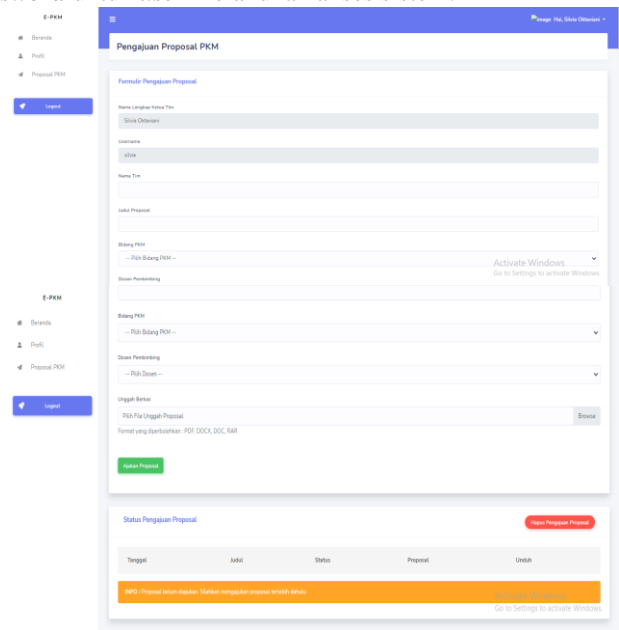 E-PKM
Hai, Silvia Oktaviani
Beranda
Profil
Proposal PKM
Logout
Pengajuan Proposal PKM
Formulir Pengajuan Proposal
Nama Lengkap Ketua Tim
Silvia Oktaviani
Username
silvia
Nama Tim
Judul Proposal
Bidang PKM
-- Pilih Bidang PKM --
Activate Windows
Go to Settings to activate Windows.
Dosen Pembimbing
E-PKM
Beranda
Profil
Proposal PKM
Logout
Bidang PKM
-- Pilih Bidang PKM --
Dosen Pembimbing
-- Pilih Dosen --
Unggah Berkas
Pilih File Unggah Proposal
Browse
Format yang diperbolehkan : PDF, DOCX, DOC, RAR
Ajukan Proposal
Status Pengajuan Proposal
Hapus Pengajuan Proposal
Tanggal Judul Status Proposal Unduh
INFO : Proposal belum diajukan. Silahkan mengajukan proposal terlebih dahulu
Activate Windows
Go to Settings to activate Windows